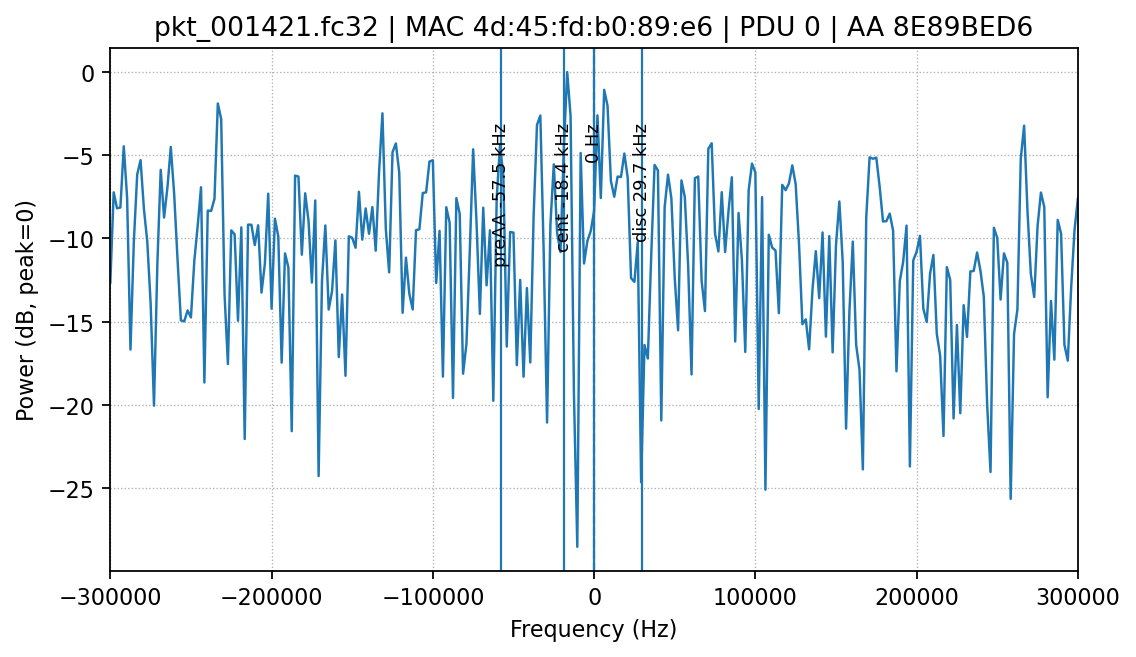 pkt_001421.fc32 | MAC 4d:45:fd:b0:89:e6 | PDU 0 | AA 8E89BED6
Power (dB, peak=0)
0
−5
−10
−15
−20
−25
preAA -57.5 kHz
cent -18.4 kHz
0 Hz
disc 29.7 kHz
−300000
−200000
−100000
0
100000
200000
300000
Frequency (Hz)